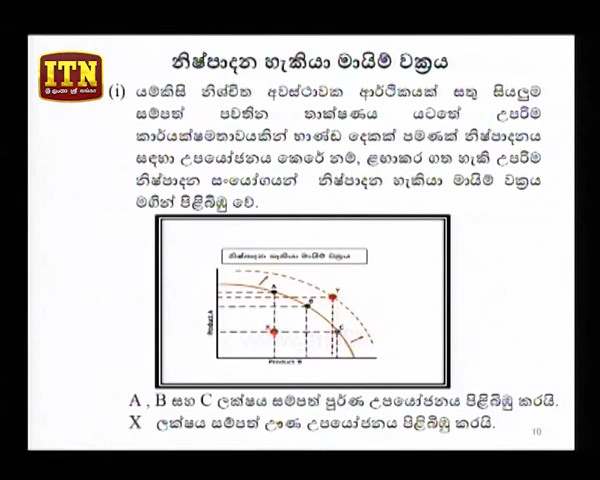 ITN
නිෂ්පාදන හැකියා මායිම් වක්‍රය
(i) යම්කිසි නිශ්චිත අවස්ථාවක ආර්ථිකයක් සතු සියලුම
සම්පත් පවතින තාක්ෂණය යටතේ උපරිම
කාර්යක්ෂමතාවයකින් භාණ්ඩ දෙකක් පමණක් නිෂ්පාදනය
සඳහා උපයෝජනය කෙරේ නම්, ළඟාකර ගත හැකි උපරිම
නිෂ්පාදන සංයෝගයන් නිෂ්පාදන හැකියා මායිම් වක්‍රය
මගින් පිළිබිඹු වේ.
නිෂ්පාදන හැකියා මායිම් වක්‍රය
A
Y
B
X
C
Product A
Product B
A , B සහ C ලක්ෂය සම්පත් පූර්ණ උපයෝජනය පිළිබිඹු කරයි.
X ලක්ෂය සම්පත් ඌණ උපයෝජනය පිළිබිඹු කරයි.
10